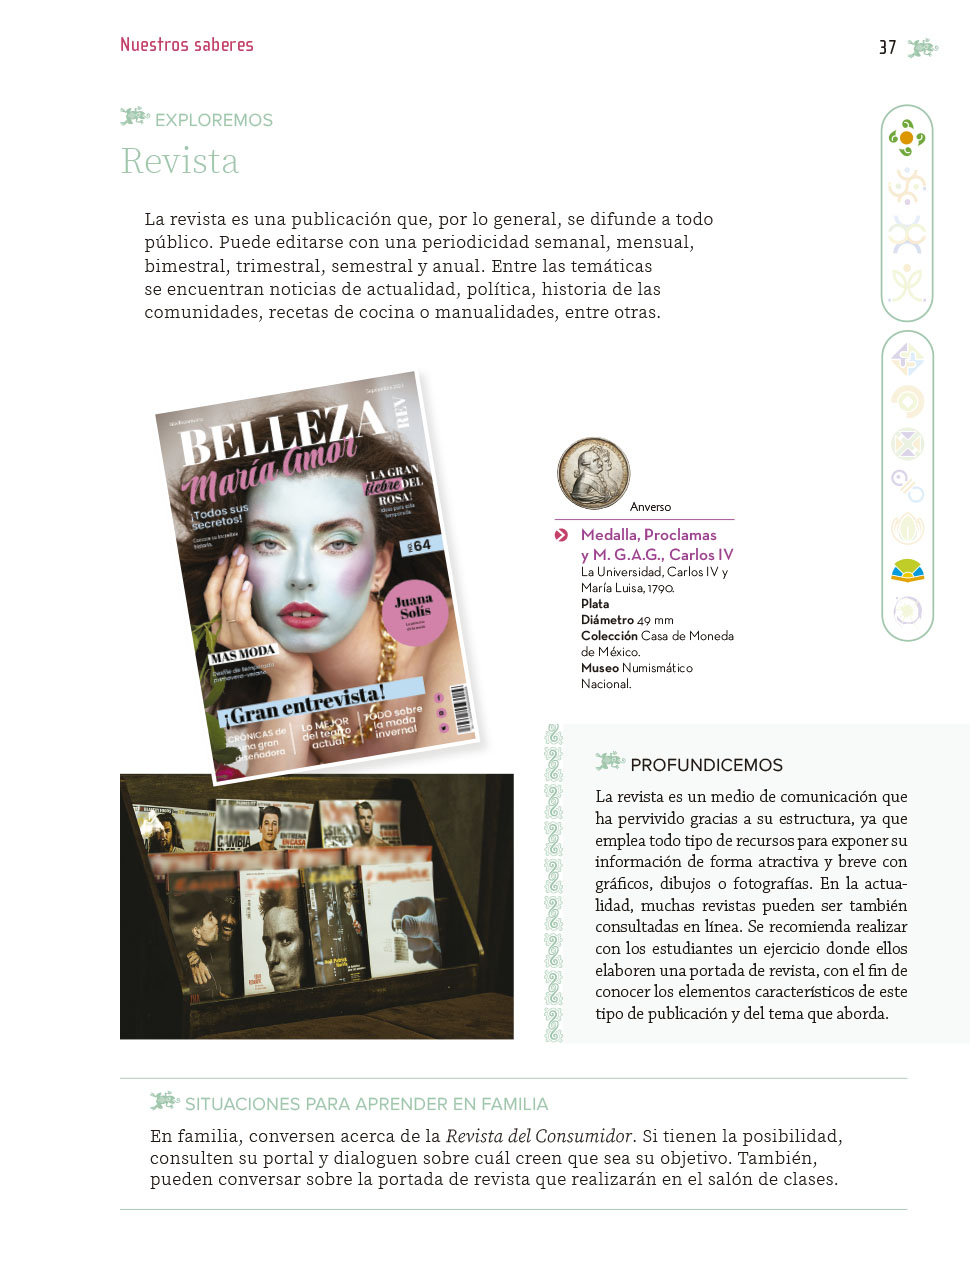 Nuestros saberes
37
EXPLOREMOS
Revista
La revista es una publicación que, por lo general, se difunde a todo
público. Puede editarse con una periodicidad semanal, mensual,
bimestral, trimestral, semestral y anual. Entre las temáticas
se encuentran noticias de actualidad, política, historia de las
comunidades, recetas de cocina o manualidades, entre otras.
BELLEZA
REV
María Amor
¡Todos sus
secretos!
¡LA GRAN
fiebre DEL
ROSA!
NO. 64
Juana
Solís
MÁS MODA
¡Gran entrevista!
CRÓNICAS de
una gran
diseñadora
Lo MEJOR
del teatro
actual
TODO sobre
la moda
invernal
Anverso
Medalla, Proclamas
y M. G.A.G., Carlos IV
La Universidad, Carlos IV y
María Luisa, 1790.
Plata
Diámetro 49 mm
Colección Casa de Moneda
de México.
Museo Numismático
Nacional.
CAMBIA
ENTRENA
EN CASA
PROFUNDICEMOS
La revista es un medio de comunicación que
ha pervivido gracias a su estructura, ya que
emplea todo tipo de recursos para exponer su
información de forma atractiva y breve con
gráficos, dibujos o fotografías. En la actua-
lidad, muchas revistas pueden ser también
consultadas en línea. Se recomienda realizar
con los estudiantes un ejercicio donde ellos
elaboren una portada de revista, con el fin de
conocer los elementos característicos de este
tipo de publicación y del tema que aborda.
SITUACIONES PARA APRENDER EN FAMILIA
En familia, conversen acerca de la Revista del Consumidor. Si tienen la posibilidad,
consulten su portal y dialoguen sobre cuál creen que sea su objetivo. También,
pueden conversar sobre la portada de revista que realizarán en el salón de clases.